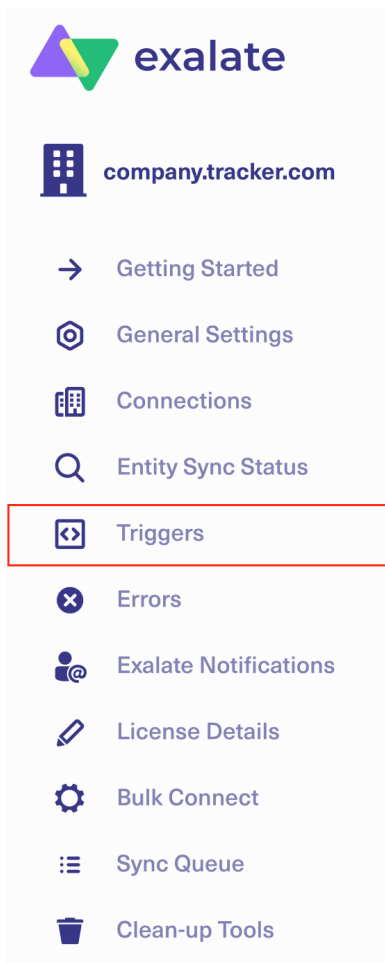 exalate
company.tracker.com
Getting Started
General Settings
Connections
Entity Sync Status
Triggers
Errors
Exalate Notifications
License Details
Bulk Connect
Sync Queue
Clean-up Tools